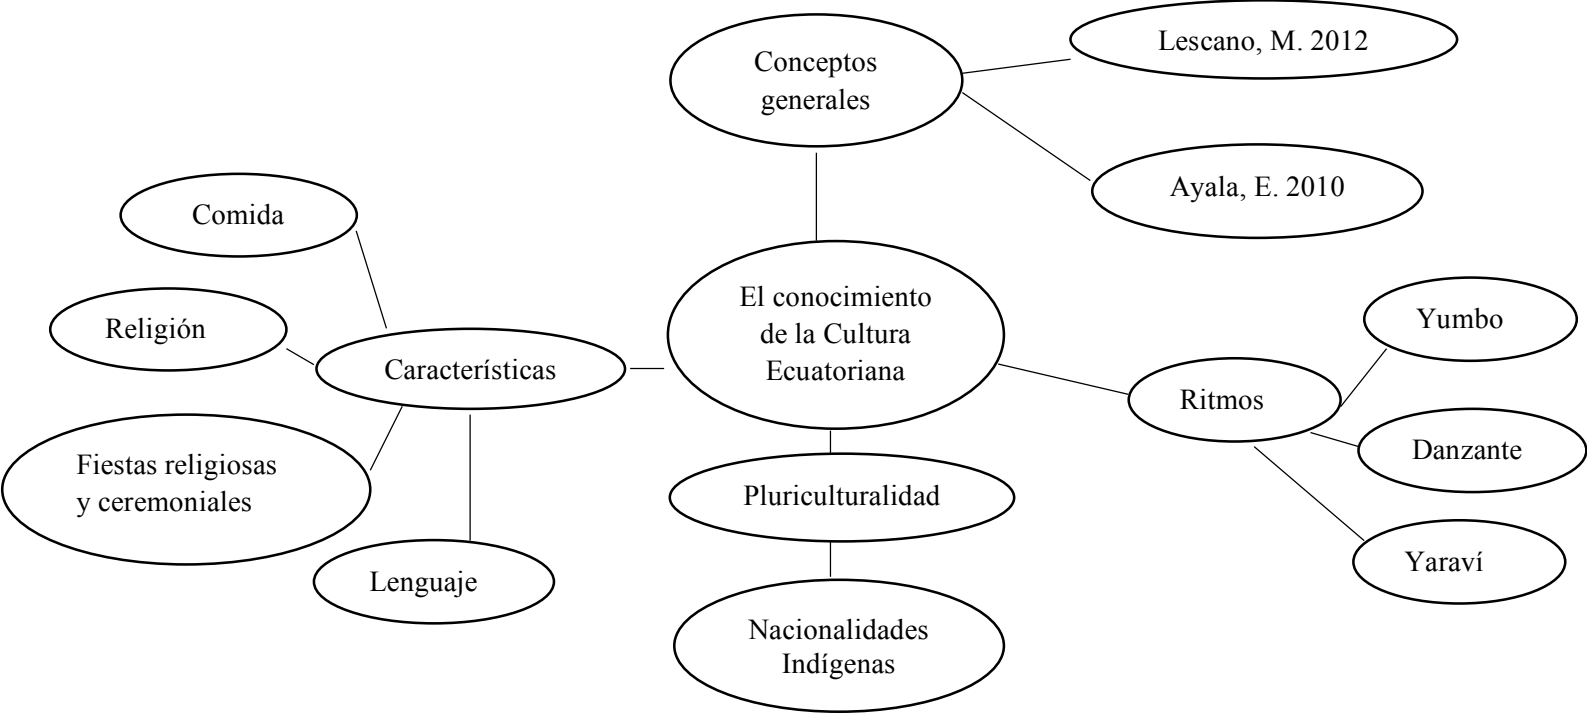 Conceptos
generales
Lescano, M. 2012
Ayala, E. 2010
Comida
Religión
Características
Fiestas religiosas
y ceremoniales
Lenguaje
El conocimiento
de la Cultura
Ecuatoriana
Pluriculturalidad
Nacionalidades
Indígenas
Ritmos
Yumbo
Danzante
Yaraví